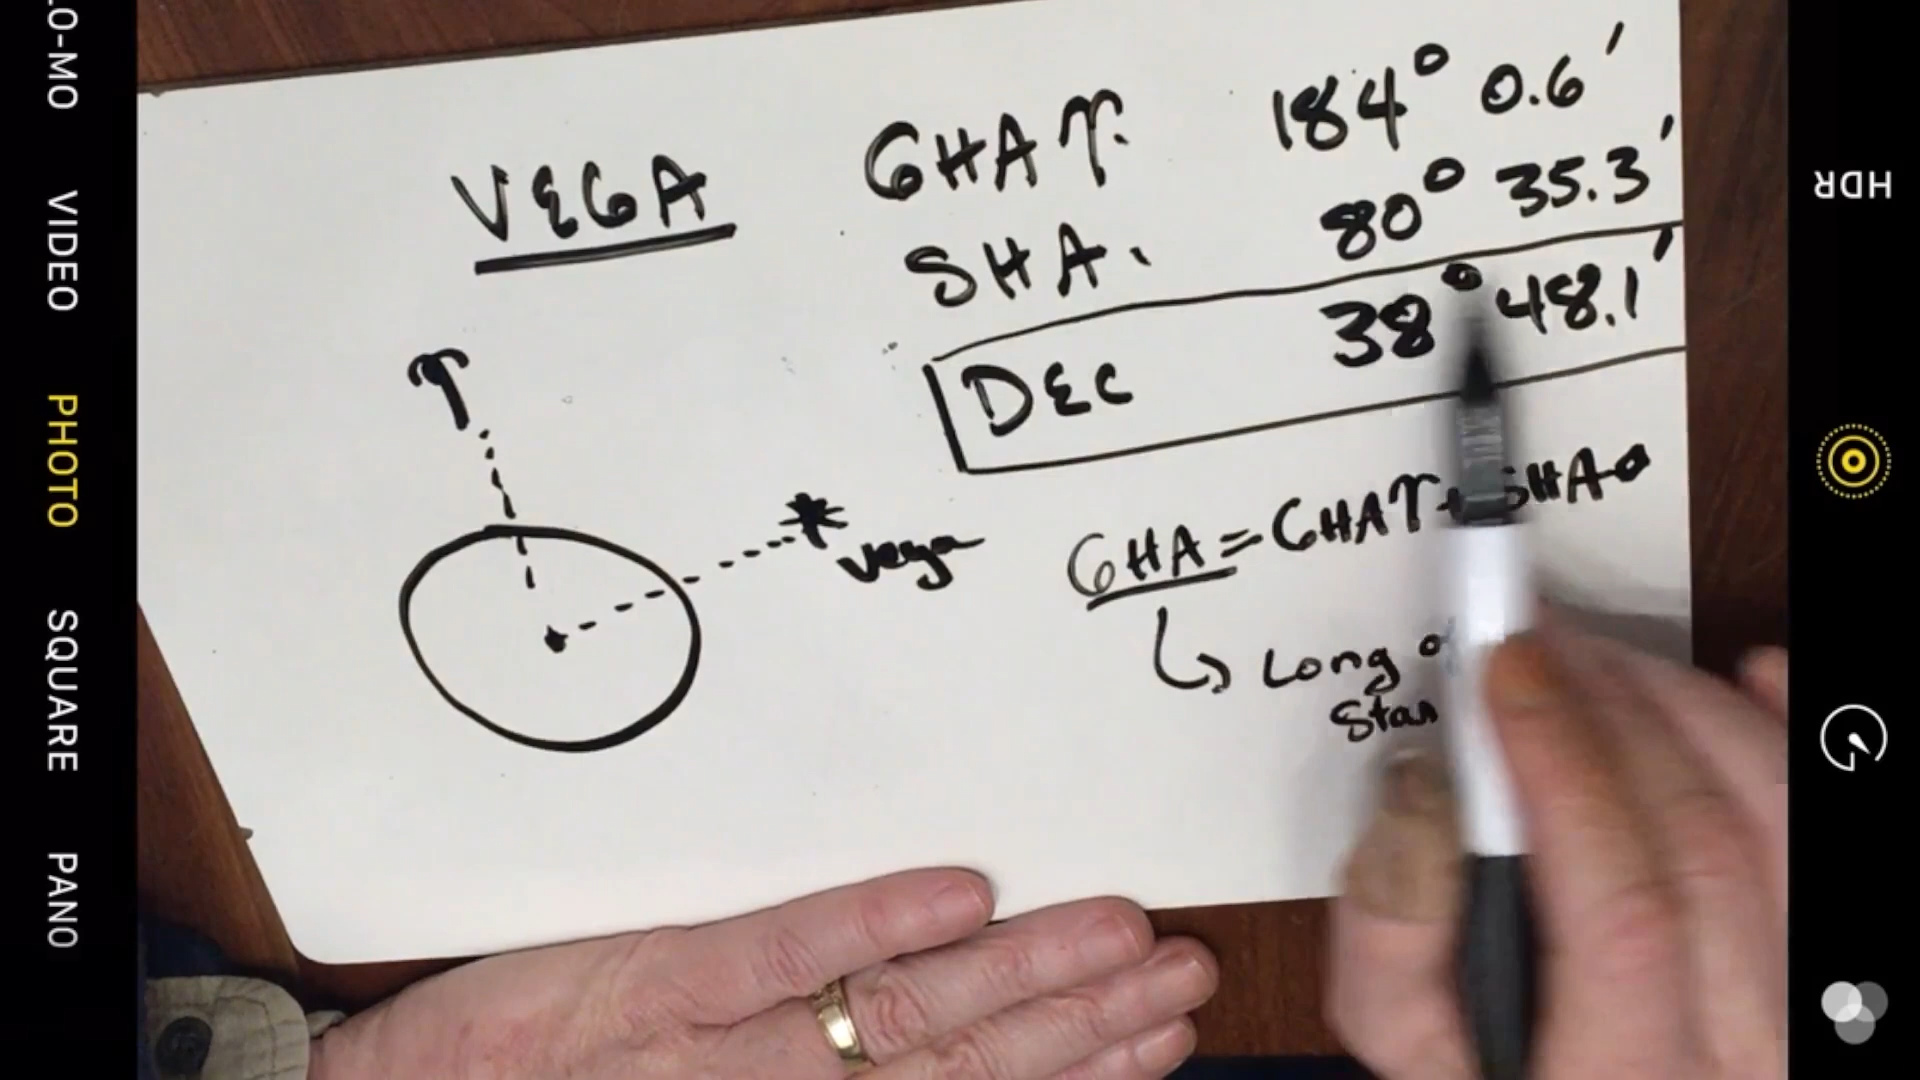 VEGA
GHA♈. 184° 0.6'
SHA. 80° 35.3'
DEC 38° 48.1'
♈
Vega
GHA = GHA♈ + SHA
Long
Star
LO-MO
VIDEO
PHOTO
SQUARE
PANO
HDR